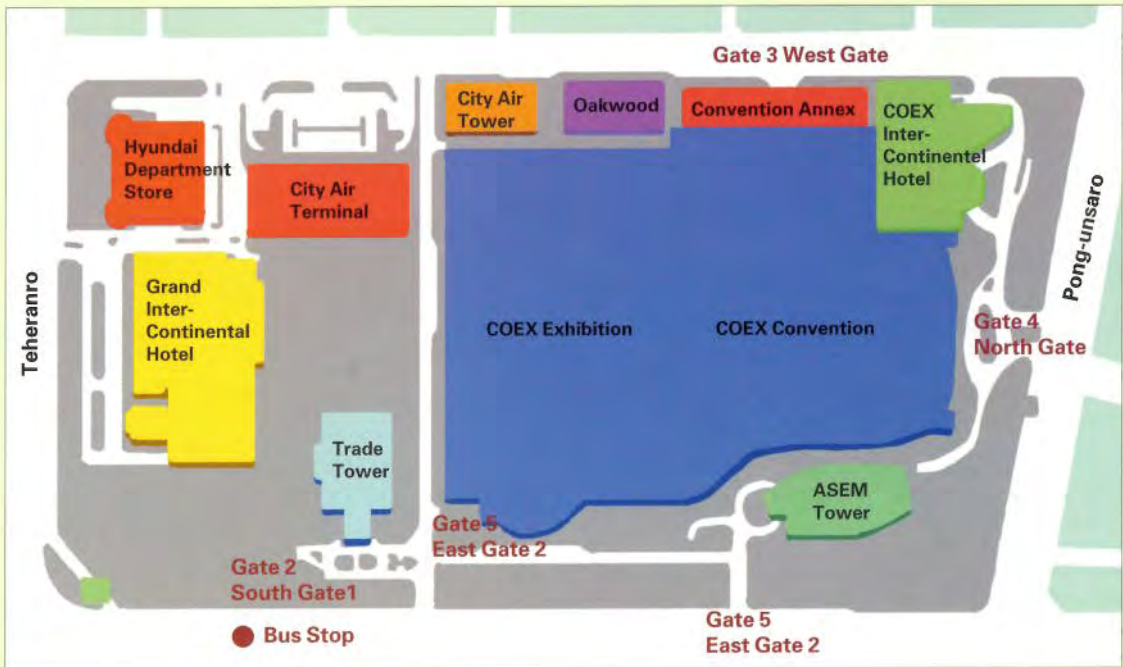 Gate 3 West Gate
City Air
Tower
Oakwood
Convention Annex
COEX
Inter-
Continentel
Hotel
Hyundai
Department
Store
City Air
Terminal
Teheranro
Grand
Inter-
Continental
Hotel
COEX Exhibition
COEX Convention
Pong-unsaro
Gate 4
North Gate
Trade
Tower
ASEM
Tower
Gate 5
East Gate 2
Gate 2
South Gate1
Bus Stop
Gate 5
East Gate 2